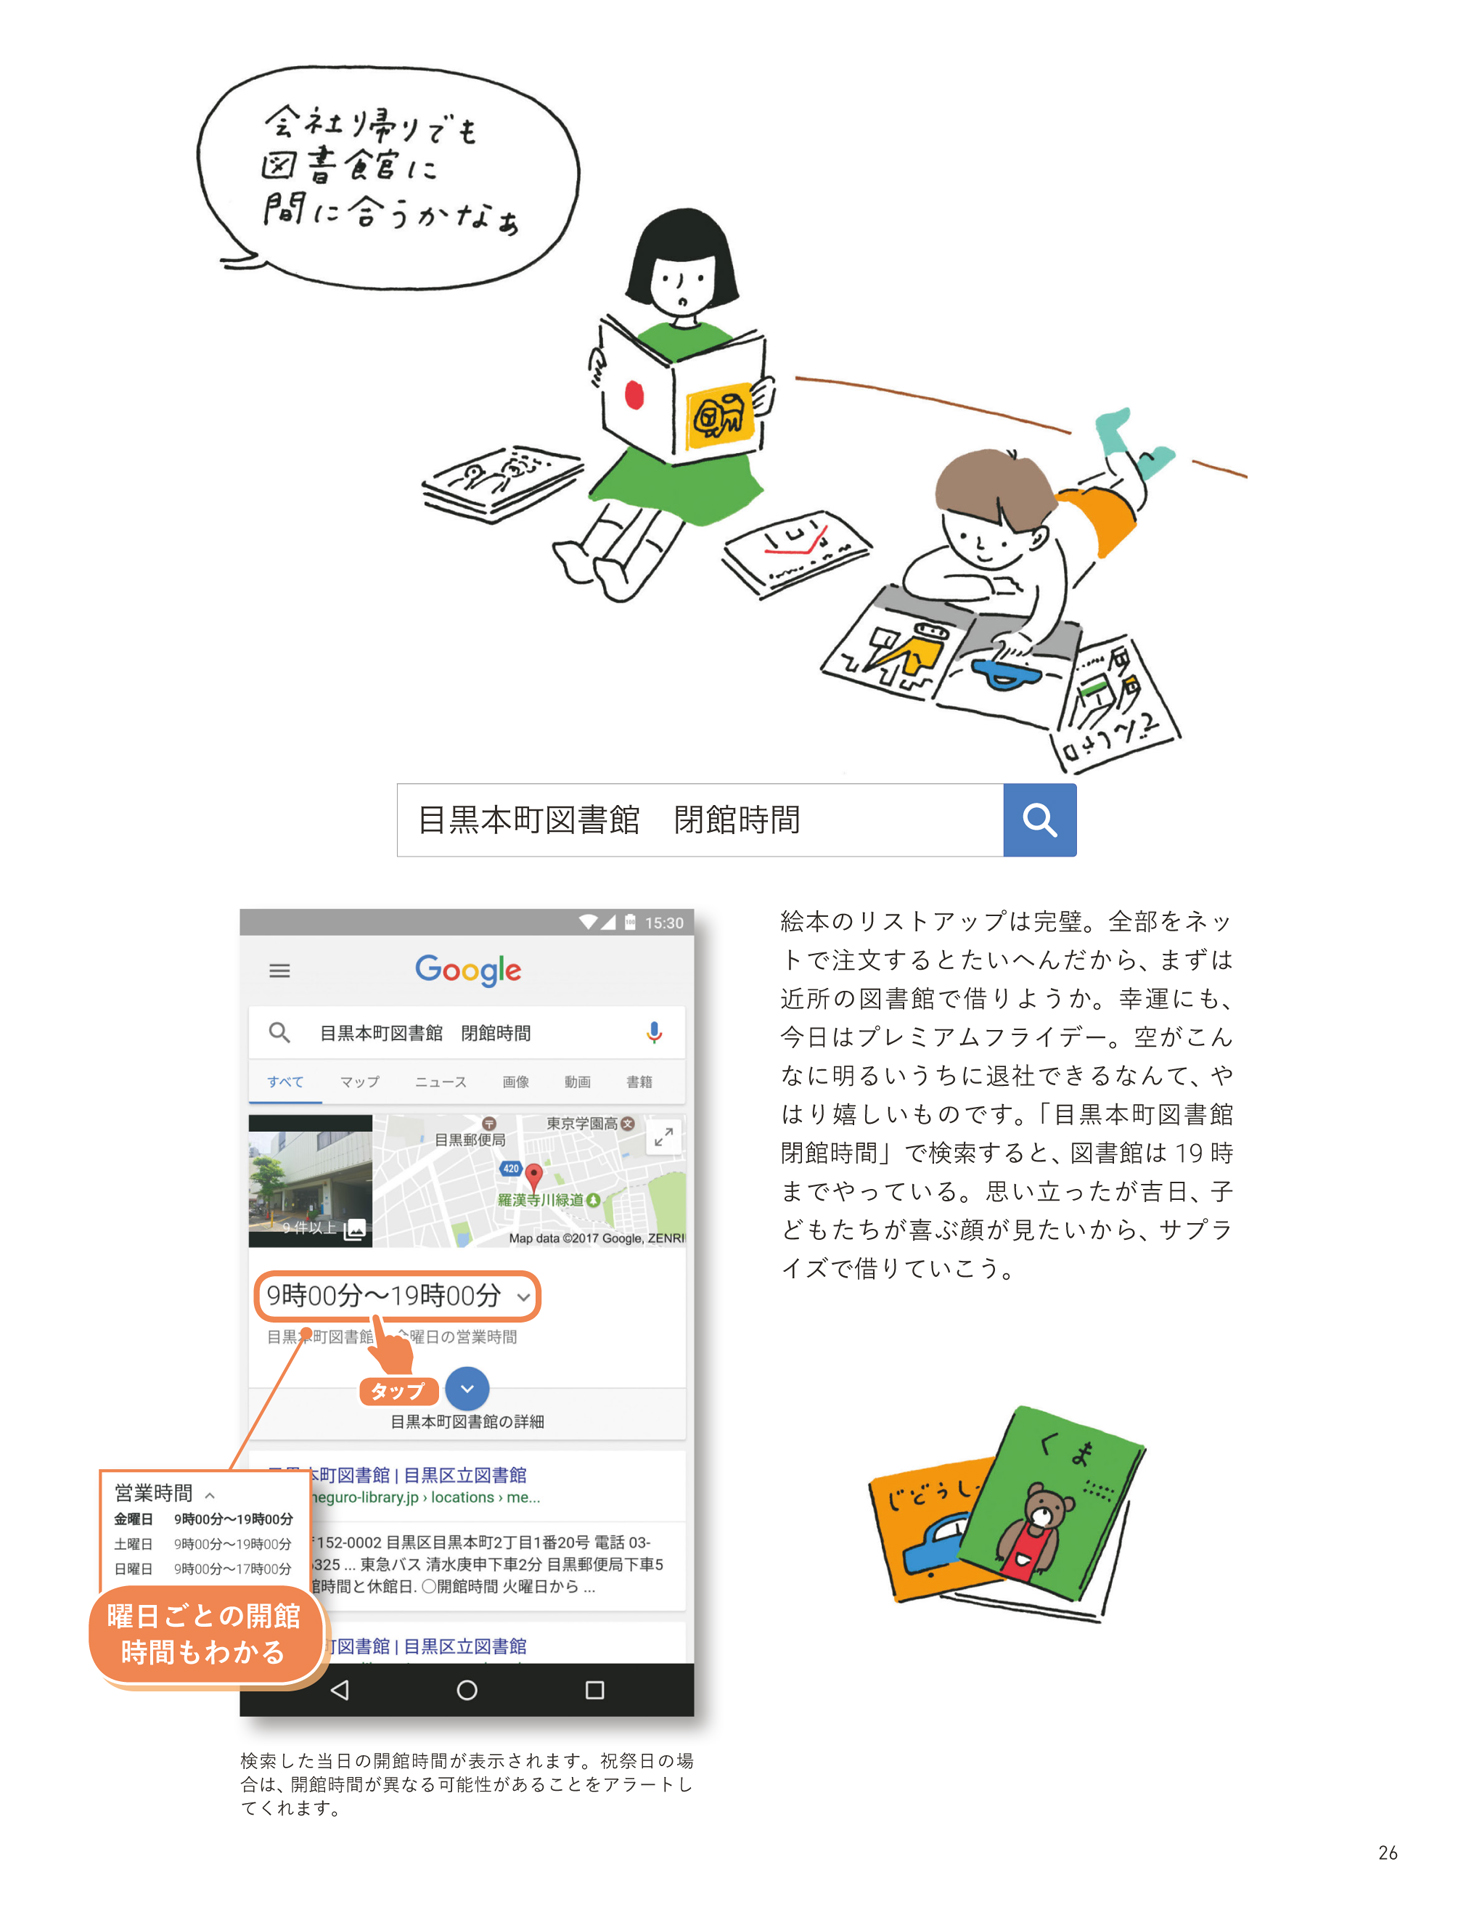 会社り帰りでも
図書館に
間に合うかなぁ
目黒本町図書館　閉館時間
15:30
Google
目黒本町図書館　閉館時間
すべて マップ ニュース 画像 動画 書籍
目黒郵便局
東京学園高
420
羅漢寺川緑道
9 件以上
Map data ©2017 Google, ZENRI
9時00分〜19時00分
目黒本町図書館 金曜日の営業時間
タップ
目黒本町図書館の詳細
本町図書館 | 目黒区立図書館
neguro-library.jp › locations › me...
〒152-0002 目黒区目黒本町2丁目1番20号 電話 03-
325 ... 東急バス 清水庚申下車2分 目黒郵便局下車5
館時間と休館日. 〇開館時間 火曜日から ...
町図書館 | 目黒区立図書館
営業時間
金曜日 9時00分〜19時00分
土曜日 9時00分〜19時00分
日曜日 9時00分〜17時00分
曜日ごとの開館
時間もわかる
検索した当日の開館時間が表示されます。祝祭日の場
合は、開館時間が異なる可能性があることをアラートし
てくれます。
絵本のリストアップは完璧。全部をネッ
トで注文するとたいへんだから、まずは
近所の図書館で借りようか。幸運にも、
今日はプレミアムフライデー。空がこん
なに明るいうちに退社できるなんて、や
はり嬉しいものです。「目黒本町図書館
閉館時間」で検索すると、図書館は 19 時
までやっている。思い立ったが吉日、子
どもたちが喜ぶ顔が見たいから、サプラ
イズで借りていこう。
じどうし
くま
26